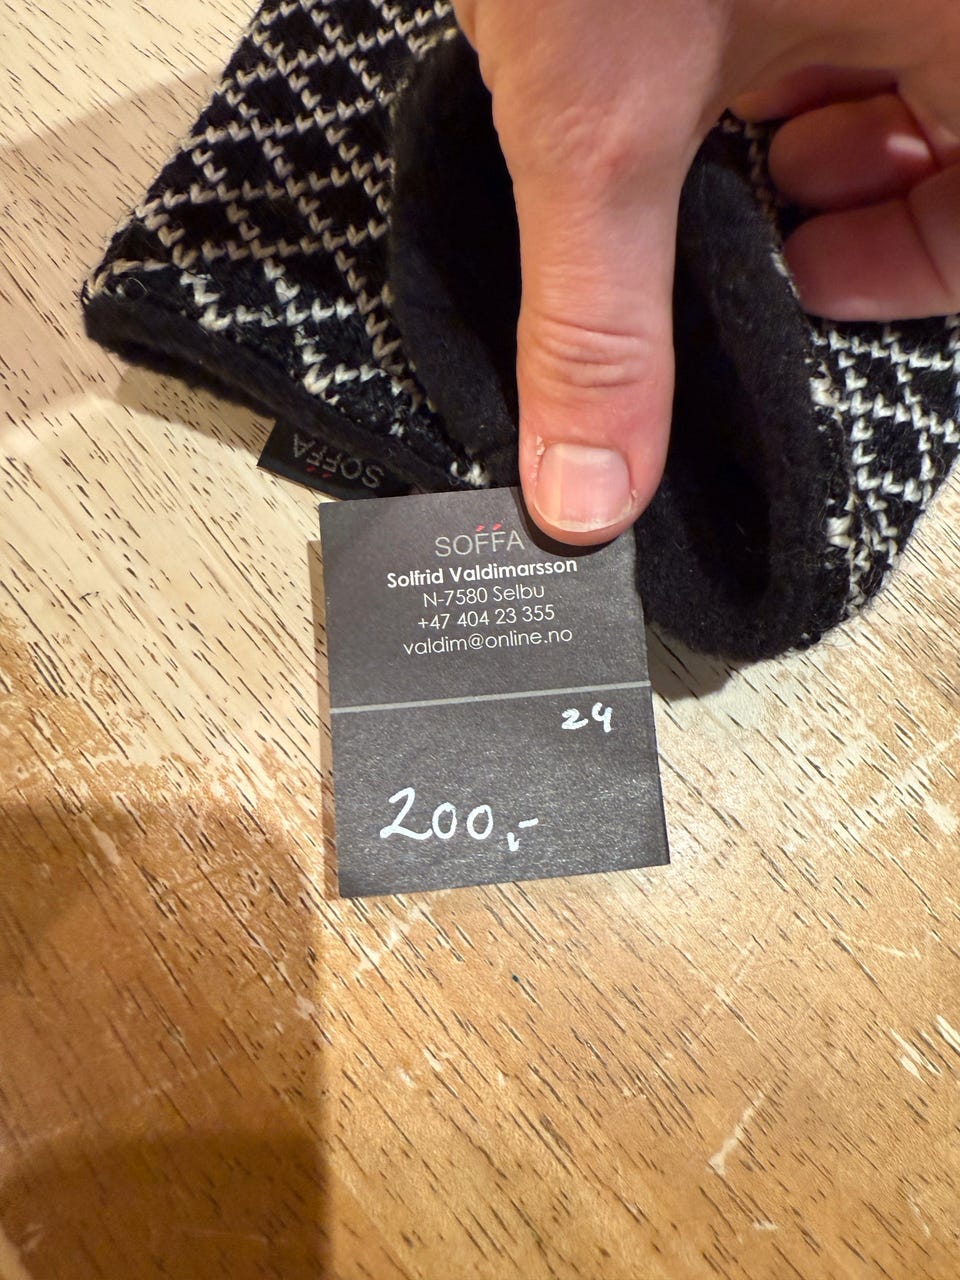 SOFFA
SOFFA
Solfrid Valdimarsson
N-7580 Selbu
+47 404 23 355
valdim@online.no
24
200,-